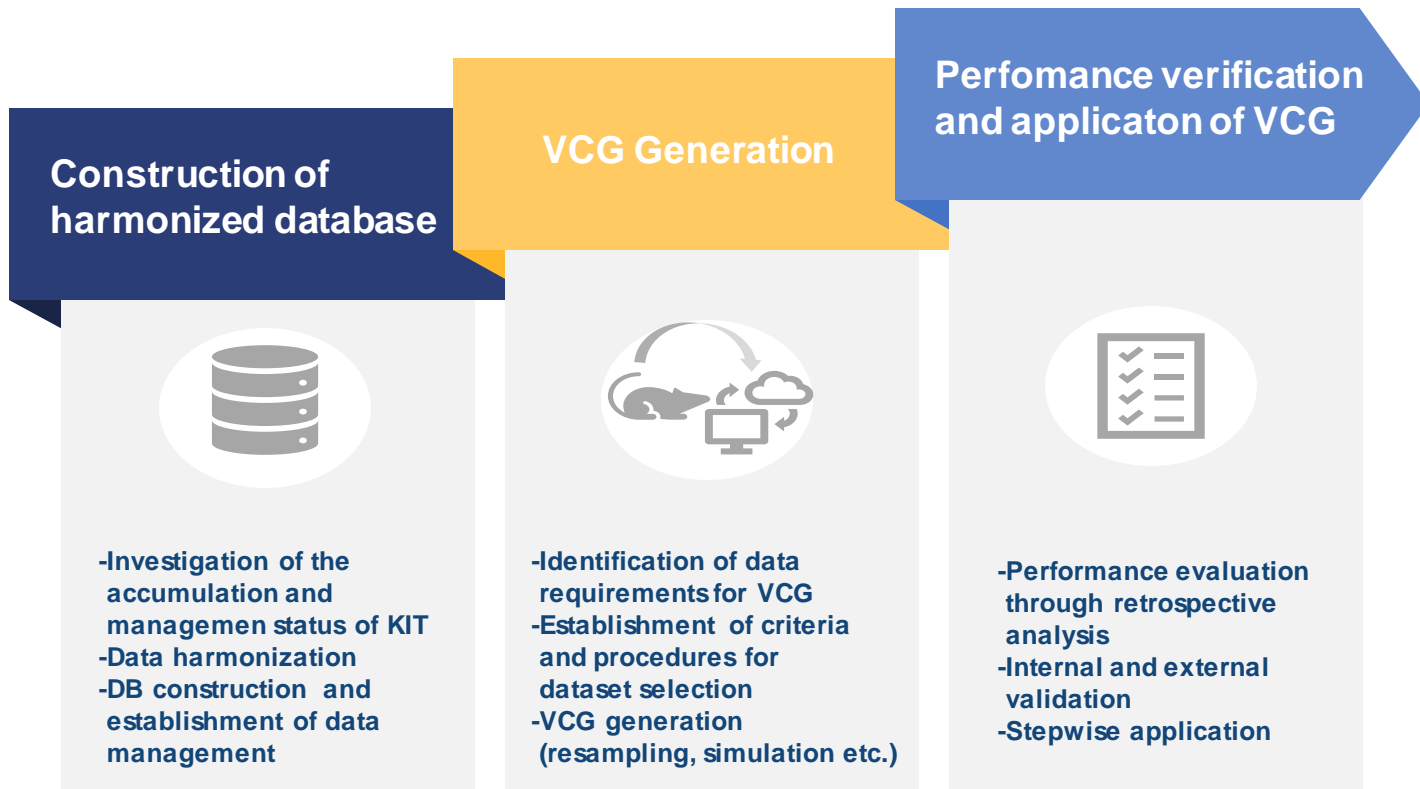 Construction of
harmonized database
-Investigation of the
accumulation and
managemen status of KIT
-Data harmonization
-DB construction and
establishment of data
management
VCG Generation
-Identification of data
requirements for VCG
-Establishment of criteria
and procedures for
dataset selection
-VCG generation
(resampling, simulation etc.)
Perfomance verification
and applicaton of VCG
-Performance evaluation
through retrospective
analysis
-Internal and external
validation
-Stepwise application